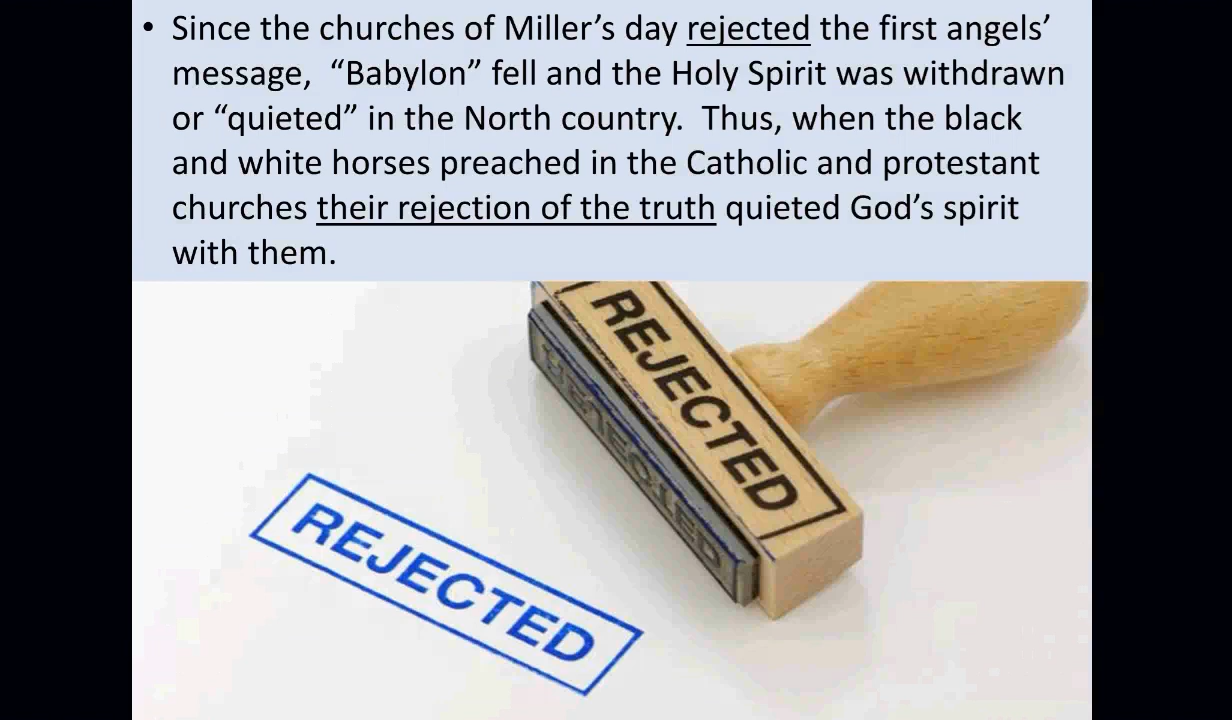 • Since the churches of Miller’s day rejected the first angels’
message, “Babylon” fell and the Holy Spirit was withdrawn
or “quieted” in the North country. Thus, when the black
and white horses preached in the Catholic and protestant
churches their rejection of the truth quieted God’s spirit
with them.
REJECTED
REJECTED
REJECTED